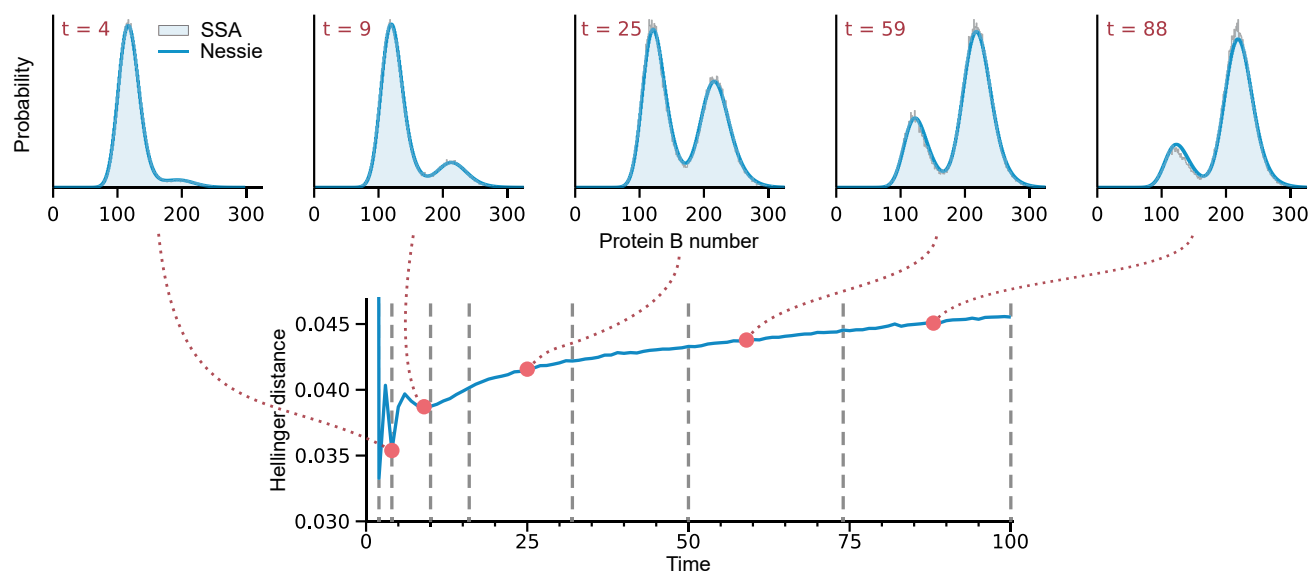 t = 4
SSA
Nessie
t = 9
t = 25
t = 59
t = 88
Probability
0 100 200 300
0 100 200 300
0 100 200 300
0 100 200 300
0 100 200 300
Protein B number
Hellinger distance
0.045
0.040
0.035
0.030
0 25 50 75 100
Time